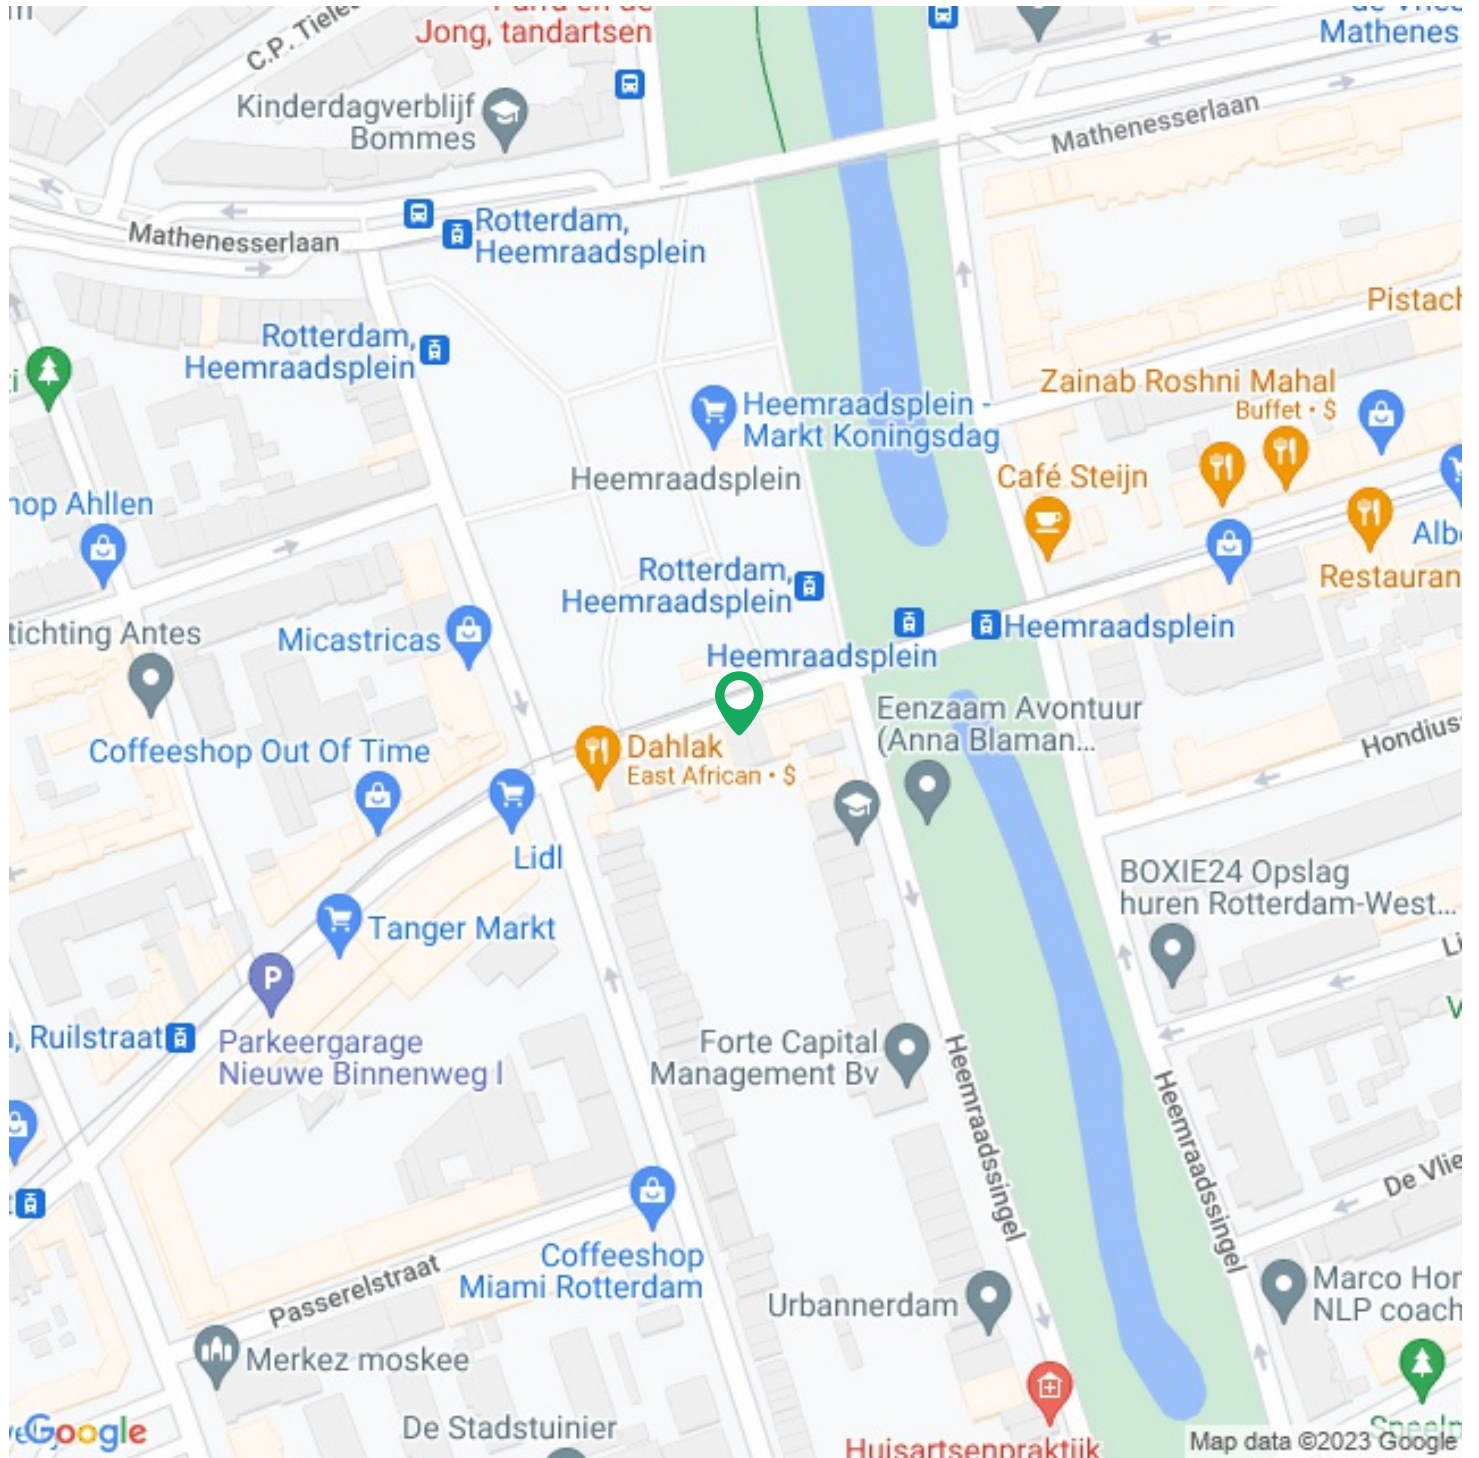 C.P. Tiele
Jong, tandartsen
Mathenes
Kinderdagverblijf
Bommes
Mathenesserlaan
Mathenesserlaan
Rotterdam,
Heemraadsplein
Rotterdam,
Heemraadsplein
Pistach
Zainab Roshni Mahal
Buffet • $
Heemraadsplein -
Markt Koningsdag
Heemraadsplein
Café Steijn
hop Ahllen
Albe
Restauran
Rotterdam,
Heemraadsplein
tichting Antes
Micastricas
Heemraadsplein
Heemraadsplein
Eenzaam Avontuur
(Anna Blaman...
Hondius
Coffeeshop Out Of Time
Dahlak
East African • $
Lidl
BOXIE24 Opslag
huren Rotterdam-West...
Tanger Markt
Li
P
, Ruilstraat
Parkeergarage
Nieuwe Binnenweg I
Forte Capital
Management Bv
Heemraadssingel
Heemraadssingel
De Vlie
Passerelstraat
Coffeeshop
Miami Rotterdam
Urbannerdam
Marco Hor
NLP coach
Merkez moskee
De Stadstuinier
Google
Huisartsenpraktijk
Map data ©2023 Google